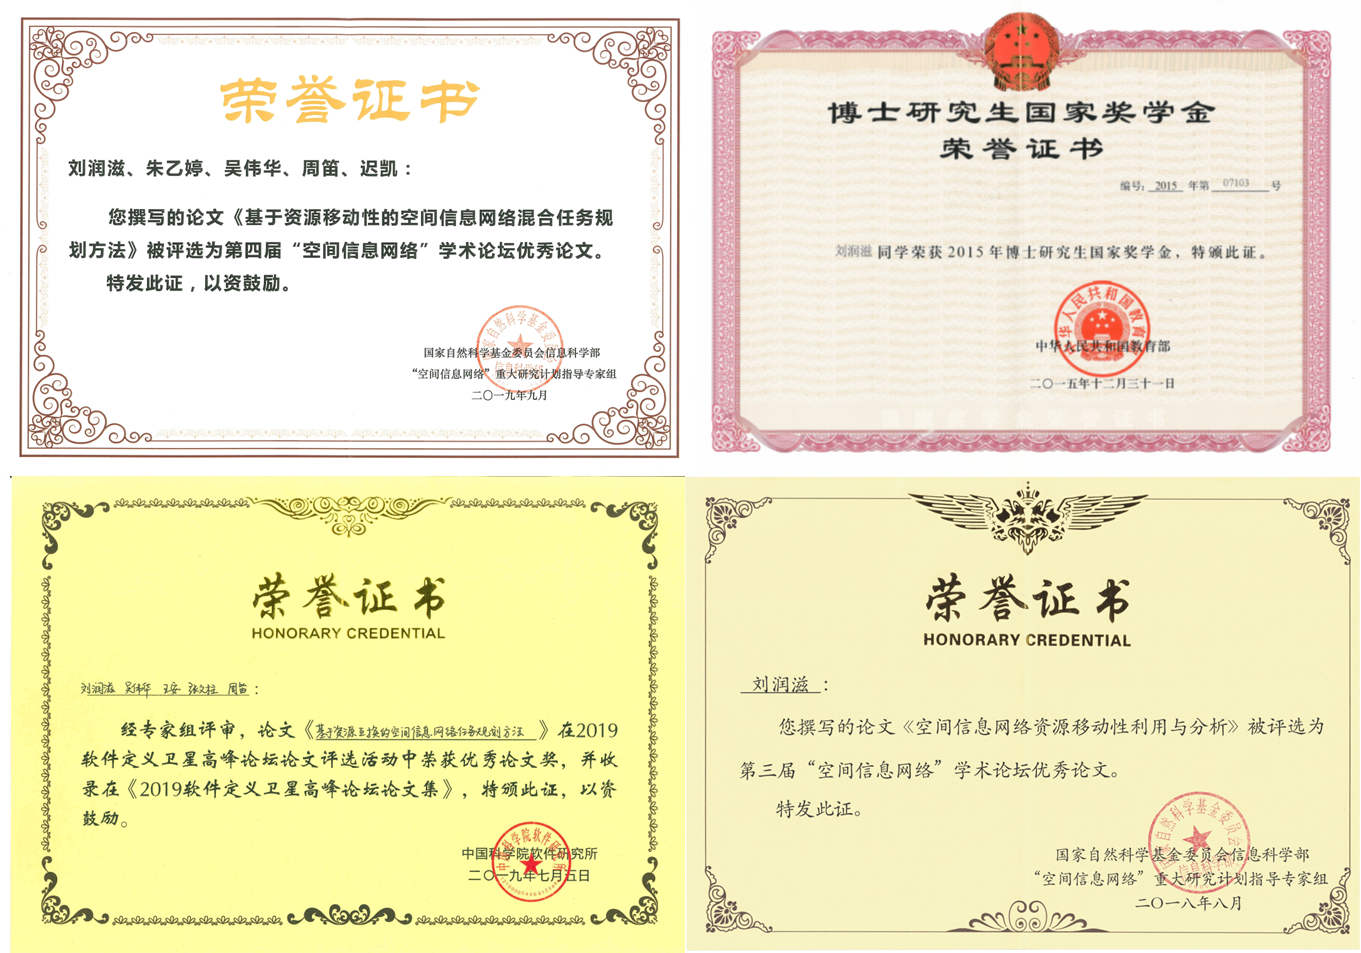 荣誉证书
刘润滋、朱乙婷、吴伟华、周笛、迟凯：
您撰写的论文《基于资源移动性的空间信息网络混合任务规
划方法》被评选为第四届“空间信息网络”学术论坛优秀论文。
特发此证，以资鼓励。
国家自然科学基金委员会信息科学部
“空间信息网络”重大研究计划指导专家组
二〇一九年九月
博士研究生国家奖学金
荣誉证书
编号：2015 年第 07103 号
刘润滋 同学荣获 2015 年博士研究生国家奖学金，特颁此证。
中华人民共和国教育部
二〇一五年十二月三十一日
荣誉证书
HONORARY CREDENTIAL
刘润滋 吴伟华 王安 张文柱 周笛：
经专家组评审，论文《基于资源互换的空间信息网络任务规划方法》在2019
软件定义卫星高峰论坛论文评选活动中荣获优秀论文奖，并收
录在《2019软件定义卫星高峰论坛论文集》，特颁此证，以资
鼓励。
中国科学院软件研究所
二〇一九年七月五日
荣誉证书
HONORARY CREDENTIAL
刘润滋：
您撰写的论文《空间信息网络资源移动性利用与分析》被评选为
第三届“空间信息网络”学术论坛优秀论文。
特发此证。
国家自然科学基金委员会信息科学部
“空间信息网络”重大研究计划指导专家组
二〇一八年八月